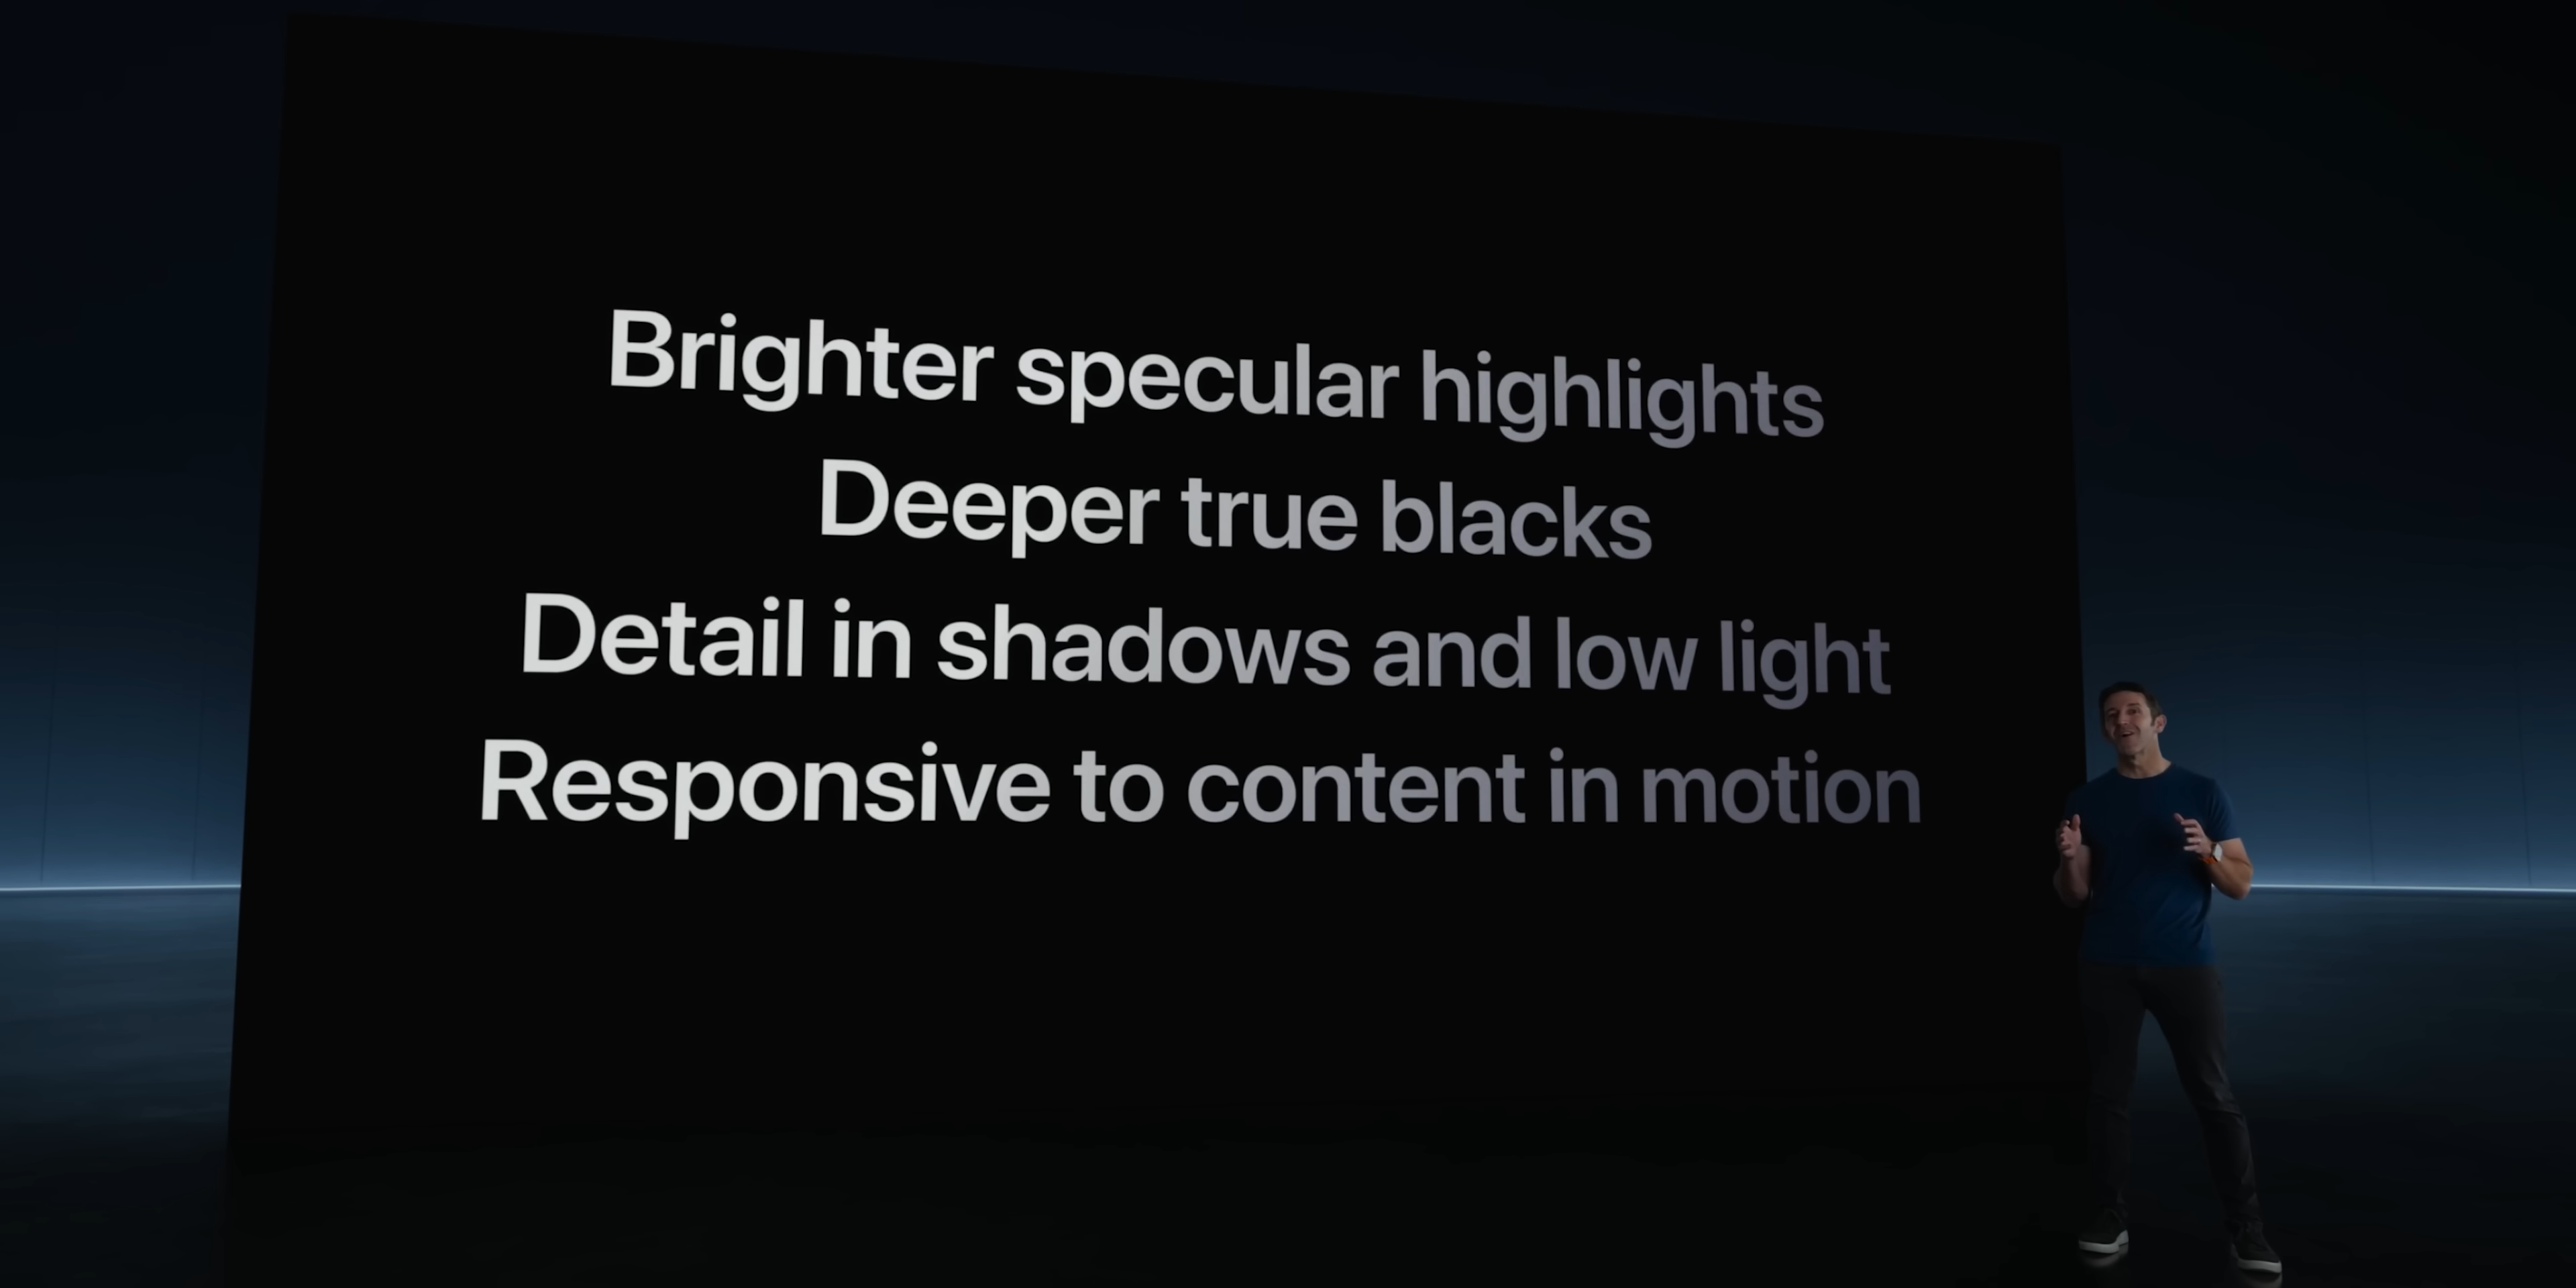 Brighter specular highlights
Deeper true blacks
Detail in shadows and low light
Responsive to content in motion